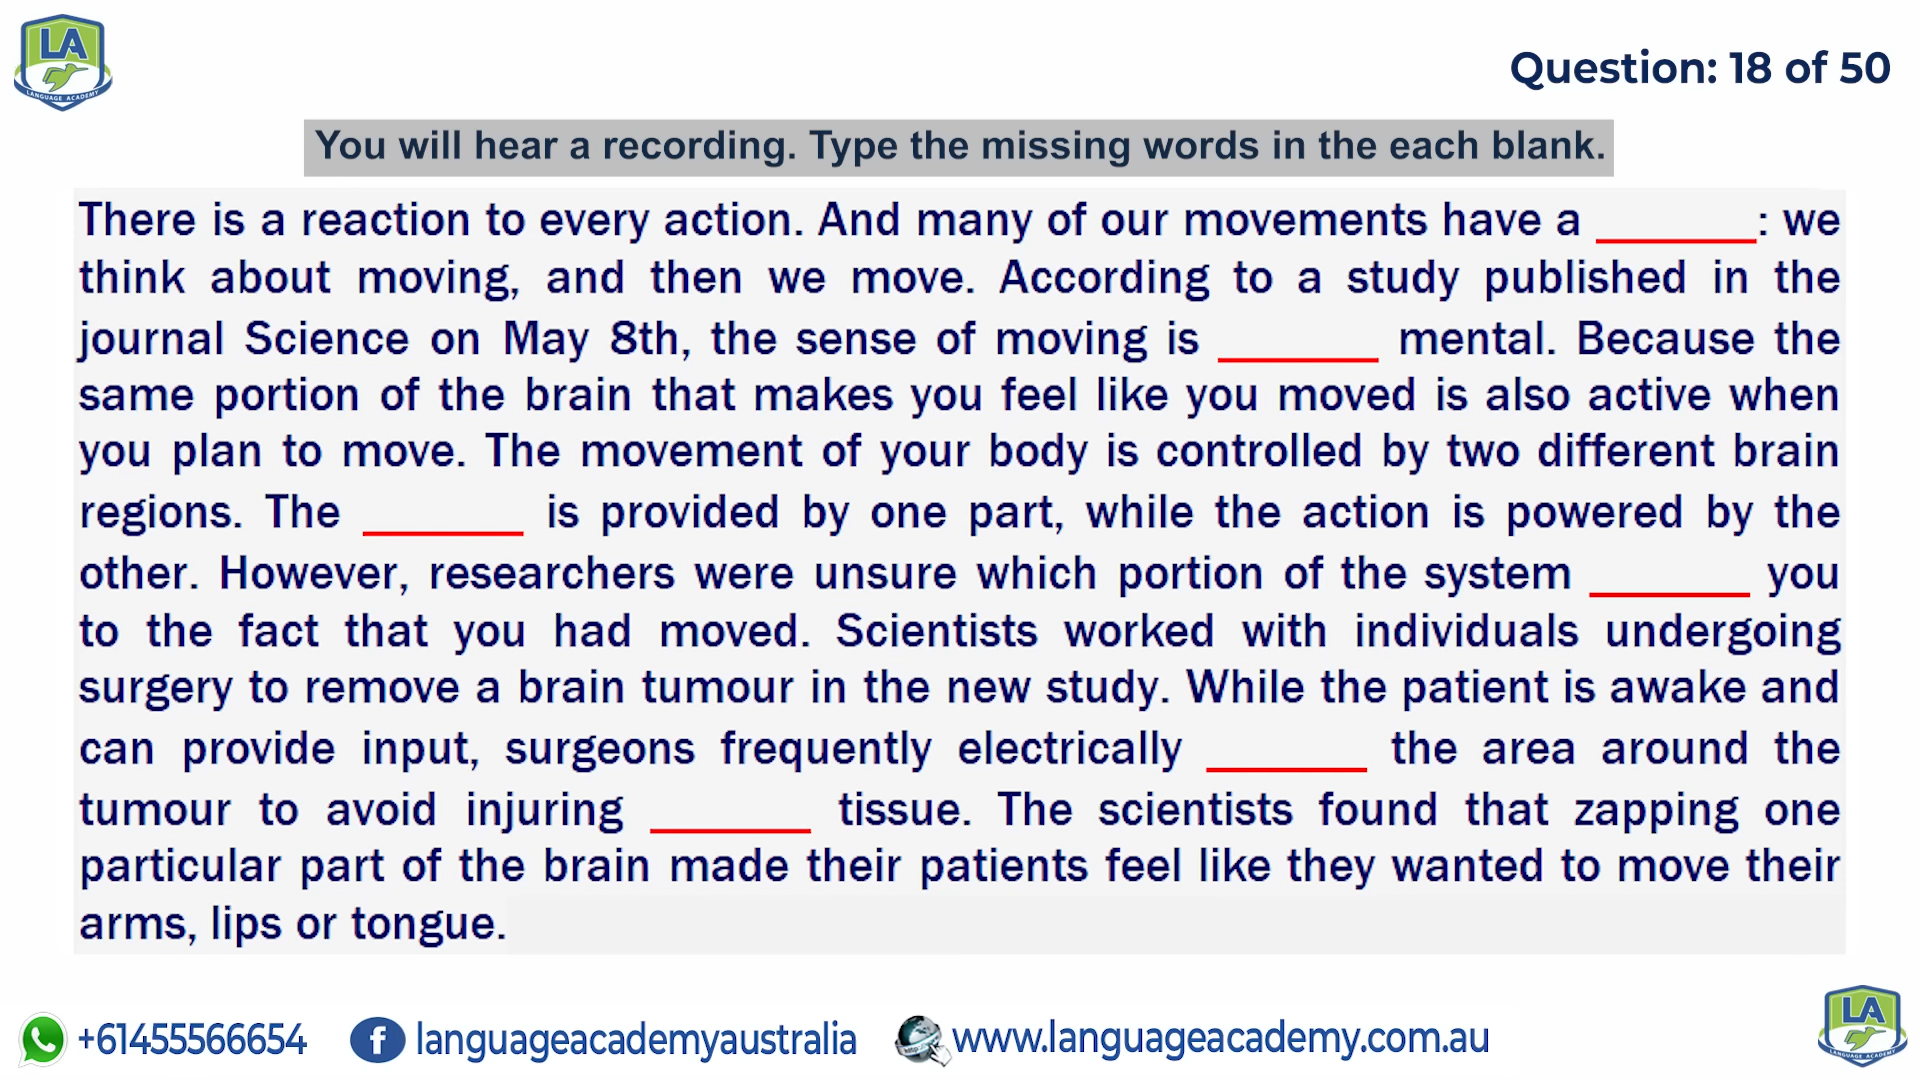 LA
LANGUAGE ACADEMY
Question: 18 of 50
You will hear a recording. Type the missing words in the each blank.
There is a reaction to every action. And many of our movements have a ______: we
think about moving, and then we move. According to a study published in the
journal Science on May 8th, the sense of moving is ______ mental. Because the
same portion of the brain that makes you feel like you moved is also active when
you plan to move. The movement of your body is controlled by two different brain
regions. The ______ is provided by one part, while the action is powered by the
other. However, researchers were unsure which portion of the system ______ you
to the fact that you had moved. Scientists worked with individuals undergoing
surgery to remove a brain tumour in the new study. While the patient is awake and
can provide input, surgeons frequently electrically ______ the area around the
tumour to avoid injuring ______ tissue. The scientists found that zapping one
particular part of the brain made their patients feel like they wanted to move their
arms, lips or tongue.
+61455566654 languageacademyaustralia www.languageacademy.com.au
LA
LANGUAGE ACADEMY